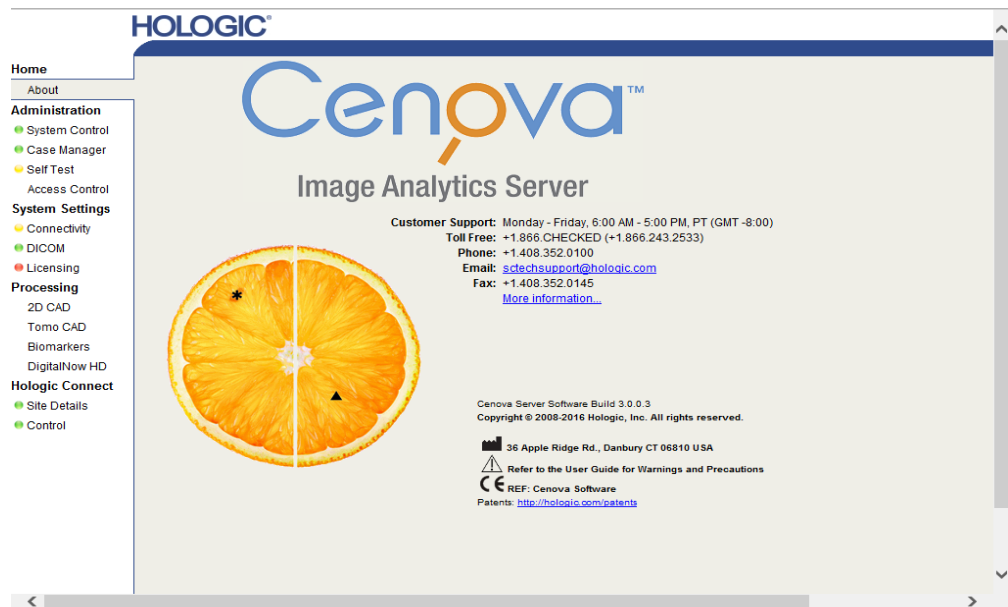 HOLOGIC®
Home
About
Administration
System Control
Case Manager
Self Test
Access Control
System Settings
Connectivity
DICOM
Licensing
Processing
2D CAD
Tomo CAD
Biomarkers
DigitalNow HD
Hologic Connect
Site Details
Control
Cenova™
Image Analytics Server
Customer Support: Monday - Friday, 6:00 AM - 5:00 PM, PT (GMT -8:00)
Toll Free: +1.866.CHECKED (+1.866.243.2533)
Phone: +1.408.352.0100
Email: sctechsupport@hologic.com
Fax: +1.408.352.0145
More information...
Cenova Server Software Build 3.0.0.3
Copyright © 2008-2016 Hologic, Inc. All rights reserved.
36 Apple Ridge Rd., Danbury CT 06810 USA
Refer to the User Guide for Warnings and Precautions
CE REF: Cenova Software
Patents: http://hologic.com/patents